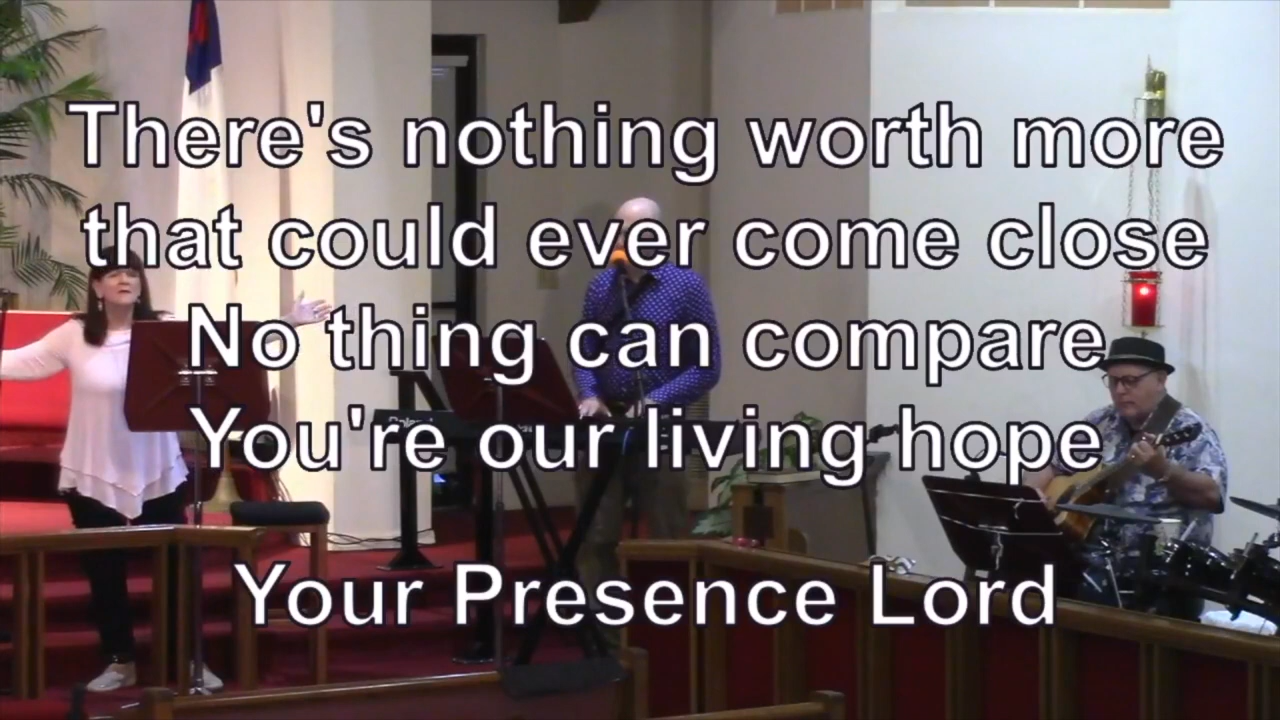 There's nothing worth more
that could ever come close
No thing can compare
You're our living hope
Your Presence Lord
Roland